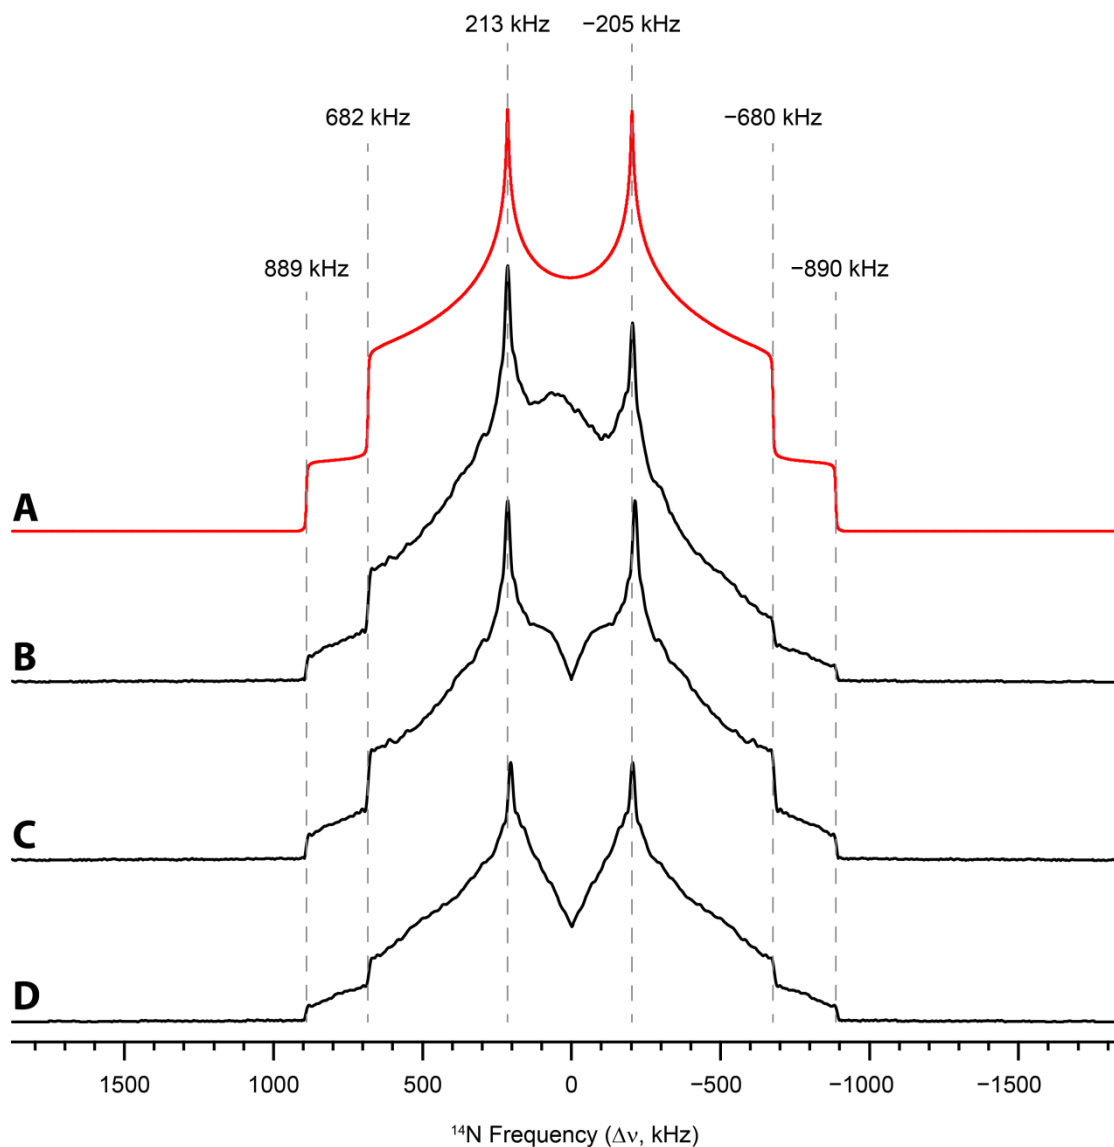 213 kHz −205 kHz
682 kHz −680 kHz
889 kHz −890 kHz
A
B
C
D
1500 1000 500 0 −500 −1000 −1500
¹⁴N Frequency (Δν, kHz)